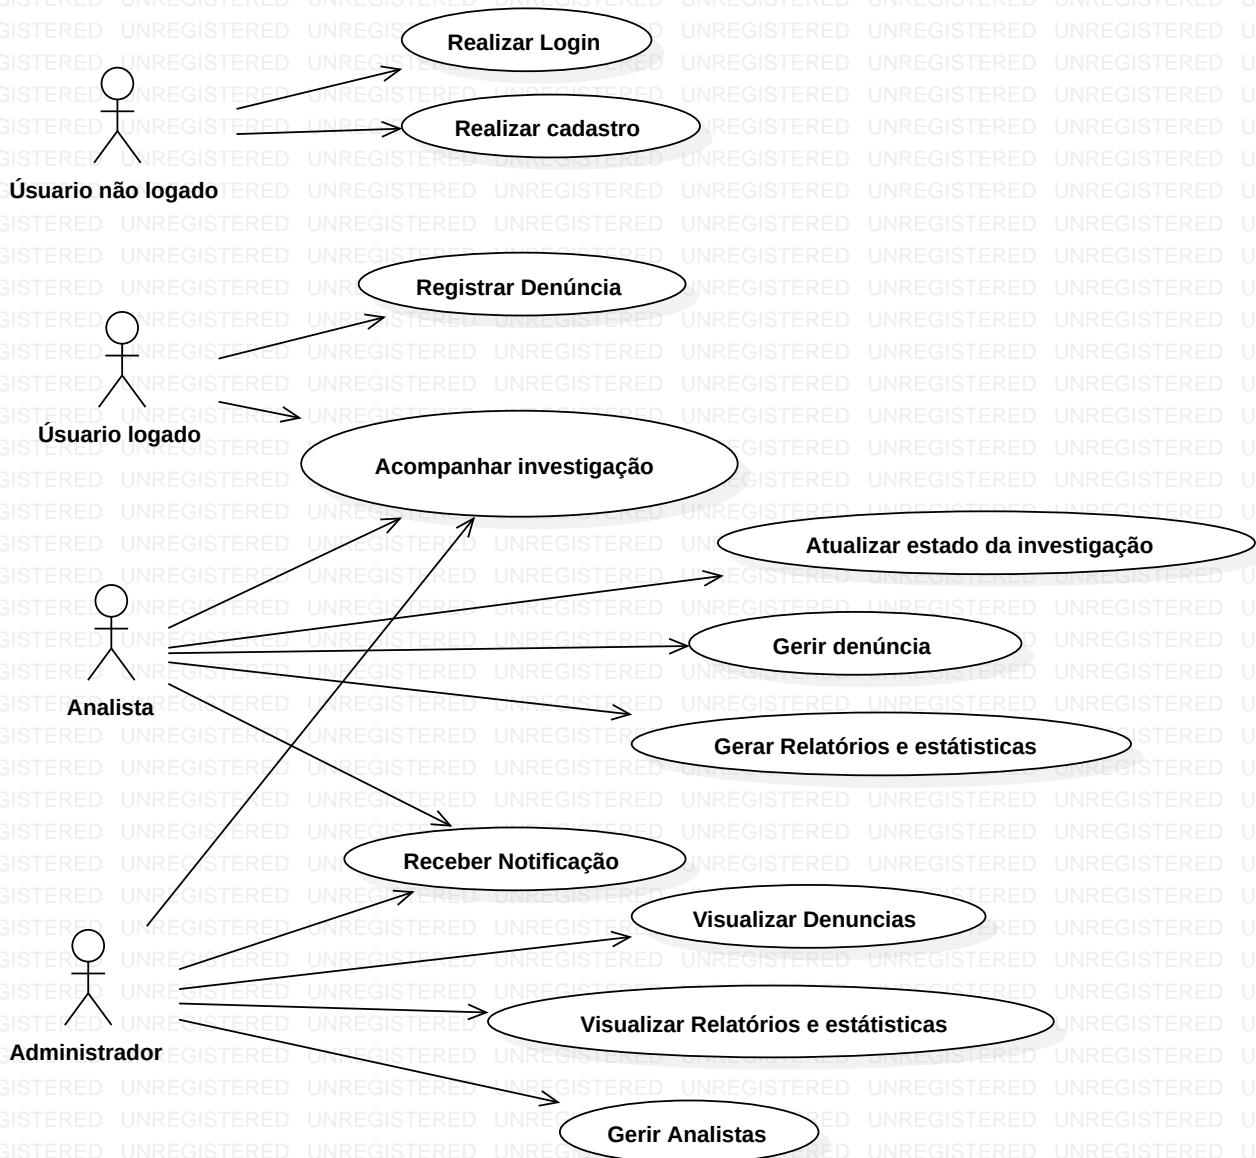 Realizar Login
Realizar cadastro
Úsuario não logado
Registrar Denúncia
Úsuario logado
Acompanhar investigação
Atualizar estado da investigação
Gerir denúncia
Analista
Gerar Relatórios e estátisticas
Receber Notificação
Visualizar Denuncias
Visualizar Relatórios e estátisticas
Administrador
Gerir Analistas
UNREGISTERED